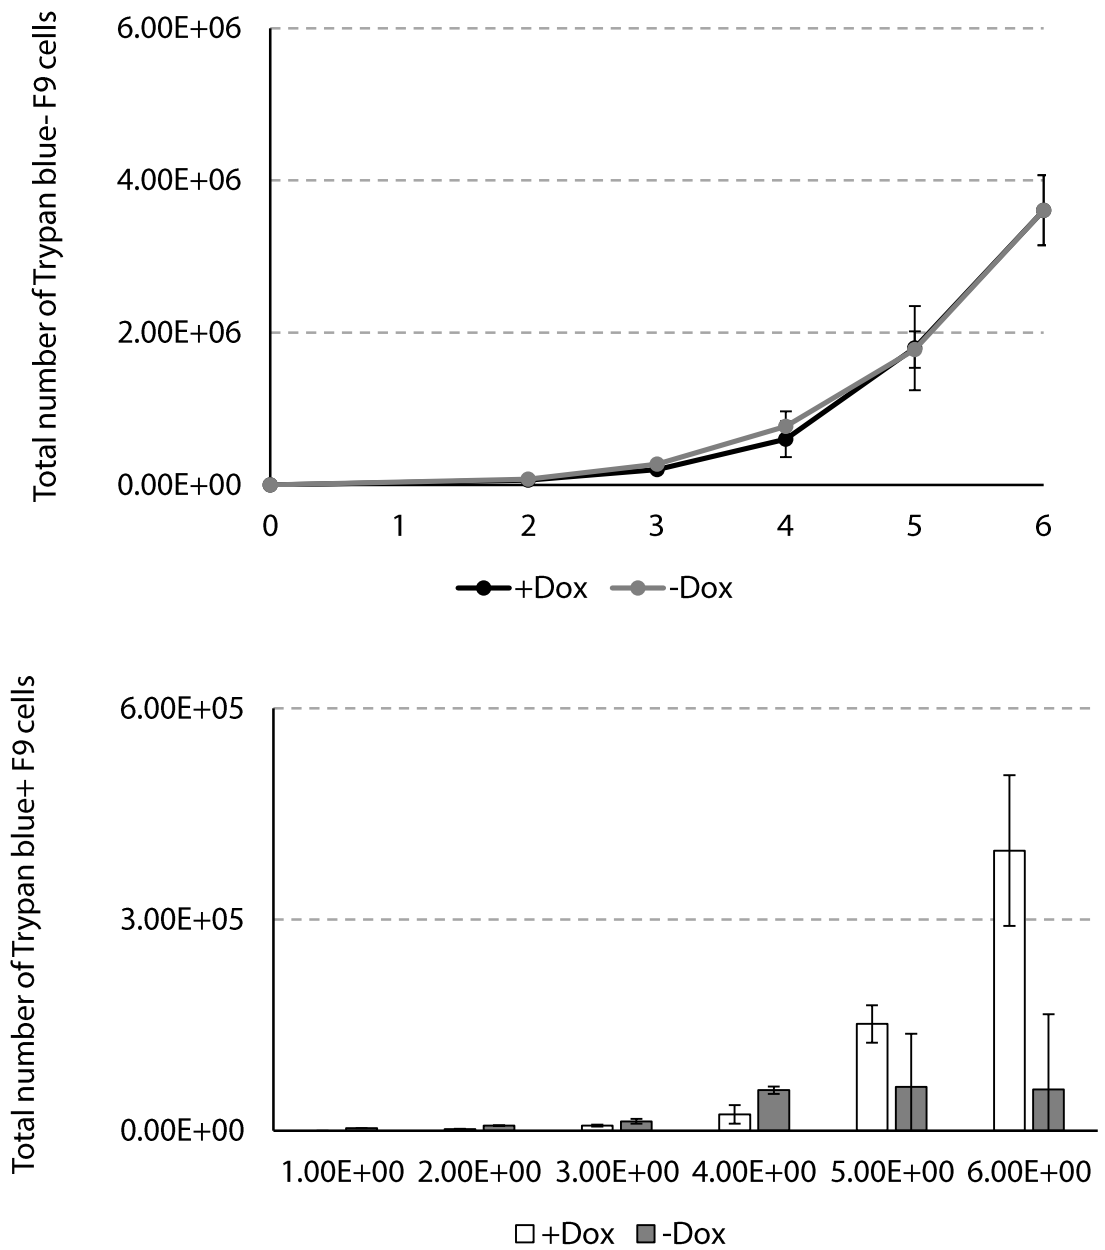 Total number of Trypan blue- F9 cells
6.00E+06
4.00E+06
2.00E+06
0.00E+00
0 1 2 3 4 5 6
+Dox -Dox
Total number of Trypan blue+ F9 cells
6.00E+05
3.00E+05
0.00E+00
1.00E+00 2.00E+00 3.00E+00 4.00E+00 5.00E+00 6.00E+00
+Dox -Dox